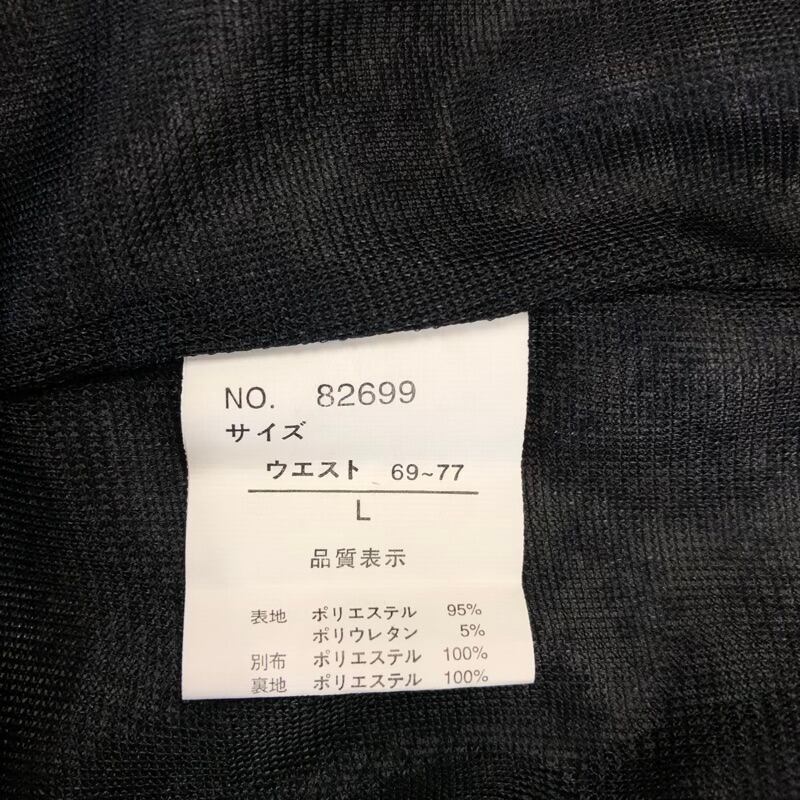 NO. 82699
サイズ
ウエスト 69~77
L
品質表示
表地 ポリエステル 95%
ポリウレタン 5%
別布 ポリエステル 100%
裏地 ポリエステル 100%